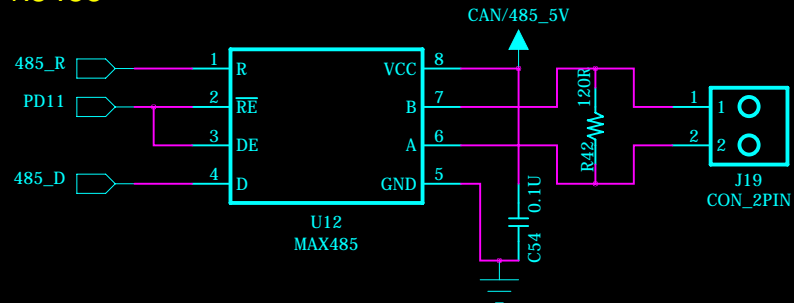 RS485
CAN/485_5V
485_R
PD11
485_D
1
2
3
4
R
RE
DE
D
VCC
B
A
GND
8
7
6
5
U12
MAX485
0.1U
C54
120R
R42
1
2
1
2
J19
CON_2PIN